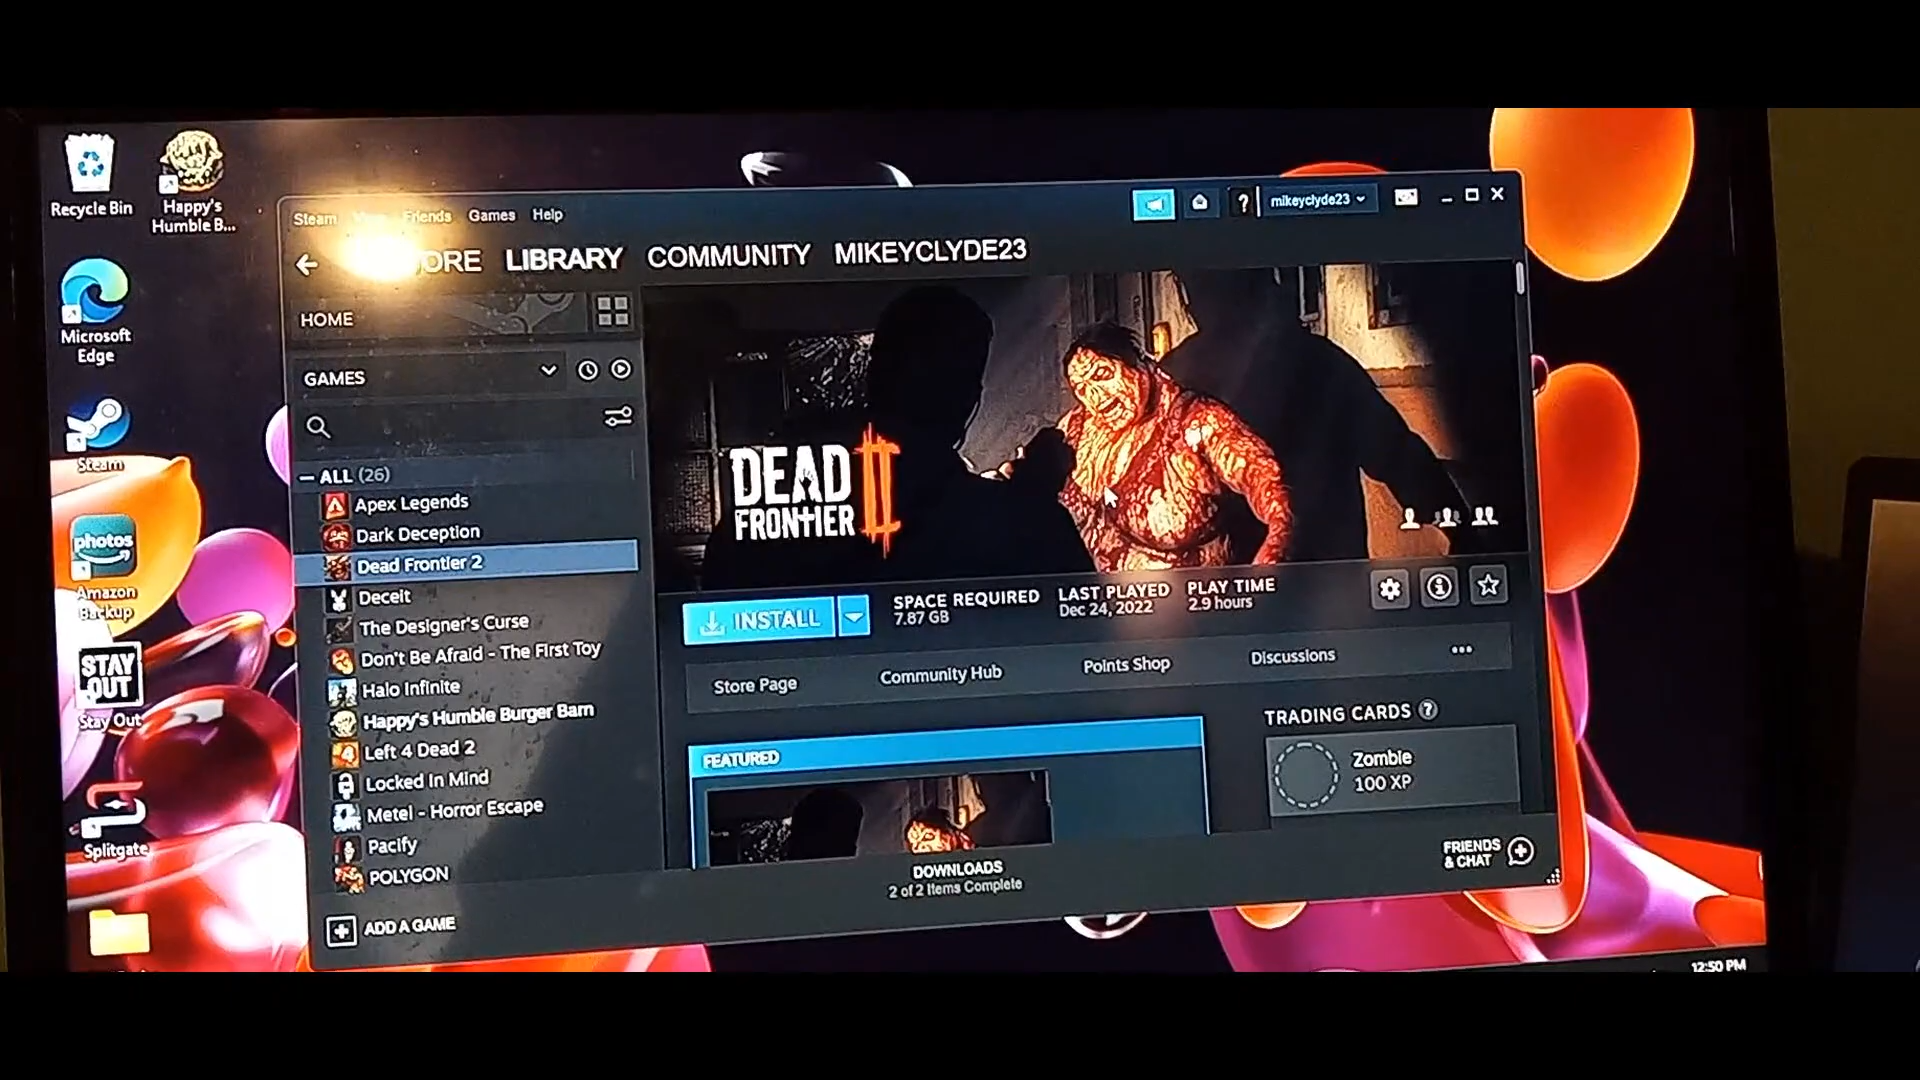 Recycle Bin
Happy's
Humble B...
Microsoft
Edge
Steam
photos
Amazon
Backup
STAY
OUT
Stay Out
Splitgate
Steam
Friends
Games
Help
?
mikeyclyde23
LIBRARY
COMMUNITY
MIKEYCLYDE23
HOME
GAMES
ALL (26)
Apex Legends
Dark Deception
Dead Frontier 2
Deceit
The Designer's Curse
Don't Be Afraid - The First Toy
Halo Infinite
Happy's Humble Burger Barn
Left 4 Dead 2
Locked In Mind
Metel - Horror Escape
Pacify
POLYGON
ADD A GAME
DEAD
FRONTIER II
INSTALL
SPACE REQUIRED
7.87 GB
LAST PLAYED
Dec 24, 2022
PLAY TIME
2.9 hours
Store Page
Community Hub
Points Shop
Discussions
...
FEATURED
TRADING CARDS ?
Zombie
100 XP
DOWNLOADS
2 of 2 Items Complete
FRIENDS
& CHAT
12:50 PM